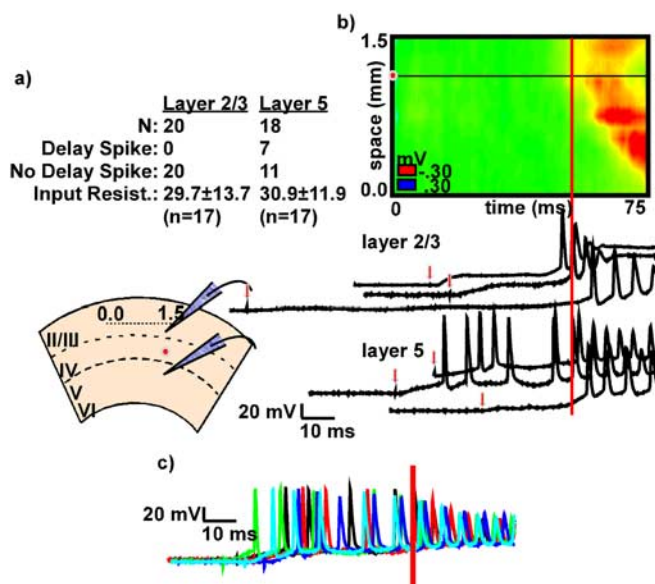 a)
Layer 2/3 Layer 5
N: 20 18
Delay Spike: 0 7
No Delay Spike: 20 11
Input Resist.: 29.7±13.7 30.9±11.9
(n=17) (n=17)
b)
1.5
space (mm)
0.0
mV
-.30
.30
0 time (ms) 75
layer 2/3
layer 5
0.0 1.5
II/III
IV
V
VI
20 mV
10 ms
c)
20 mV
10 ms